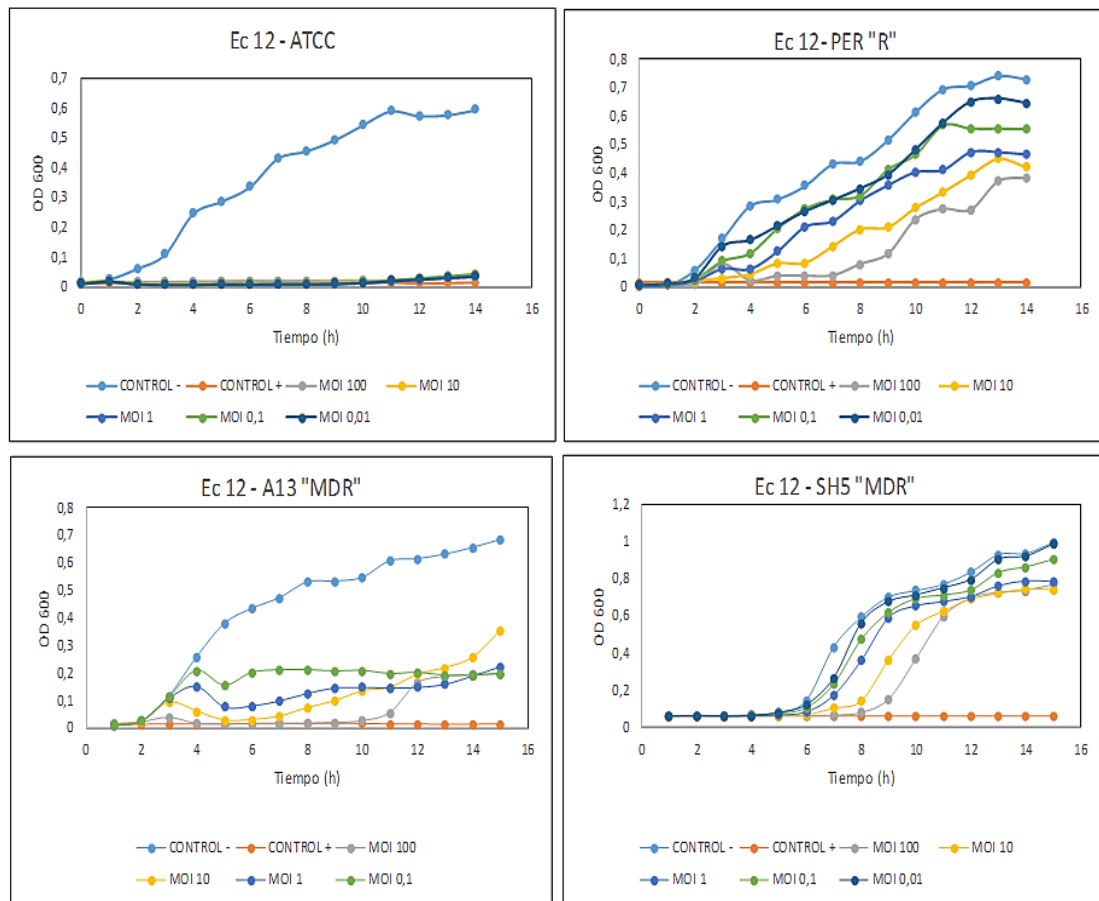 Ec 12 - ATCC
OD 600
0,7
0,6
0,5
0,4
0,3
0,2
0,1
0
0 2 4 6 8 10 12 14 16
Tiempo (h)
CONTROL - CONTROL + MOI 100 MOI 10
MOI 1 MOI 0,1 MOI 0,01
Ec 12- PER "R"
OD 600
0,8
0,7
0,6
0,5
0,4
0,3
0,2
0,1
0
0 2 4 6 8 10 12 14 16
Tiempo (h)
CONTROL - CONTROL + MOI 100 MOI 10
MOI 1 MOI 0,1 MOI 0,01
Ec 12 - A13 "MDR"
OD 600
0,8
0,7
0,6
0,5
0,4
0,3
0,2
0,1
0
0 2 4 6 8 10 12 14 16
Tiempo (h)
CONTROL - CONTROL + MOI 100
MOI 10 MOI 1 MOI 0,1
Ec 12 - SH5 "MDR"
OD 600
1,2
1
0,8
0,6
0,4
0,2
0
0 2 4 6 8 10 12 14 16
Tiempo (h)
CONTROL - CONTROL + MOI 100 MOI 10
MOI 1 MOI 0,1 MOI 0,01